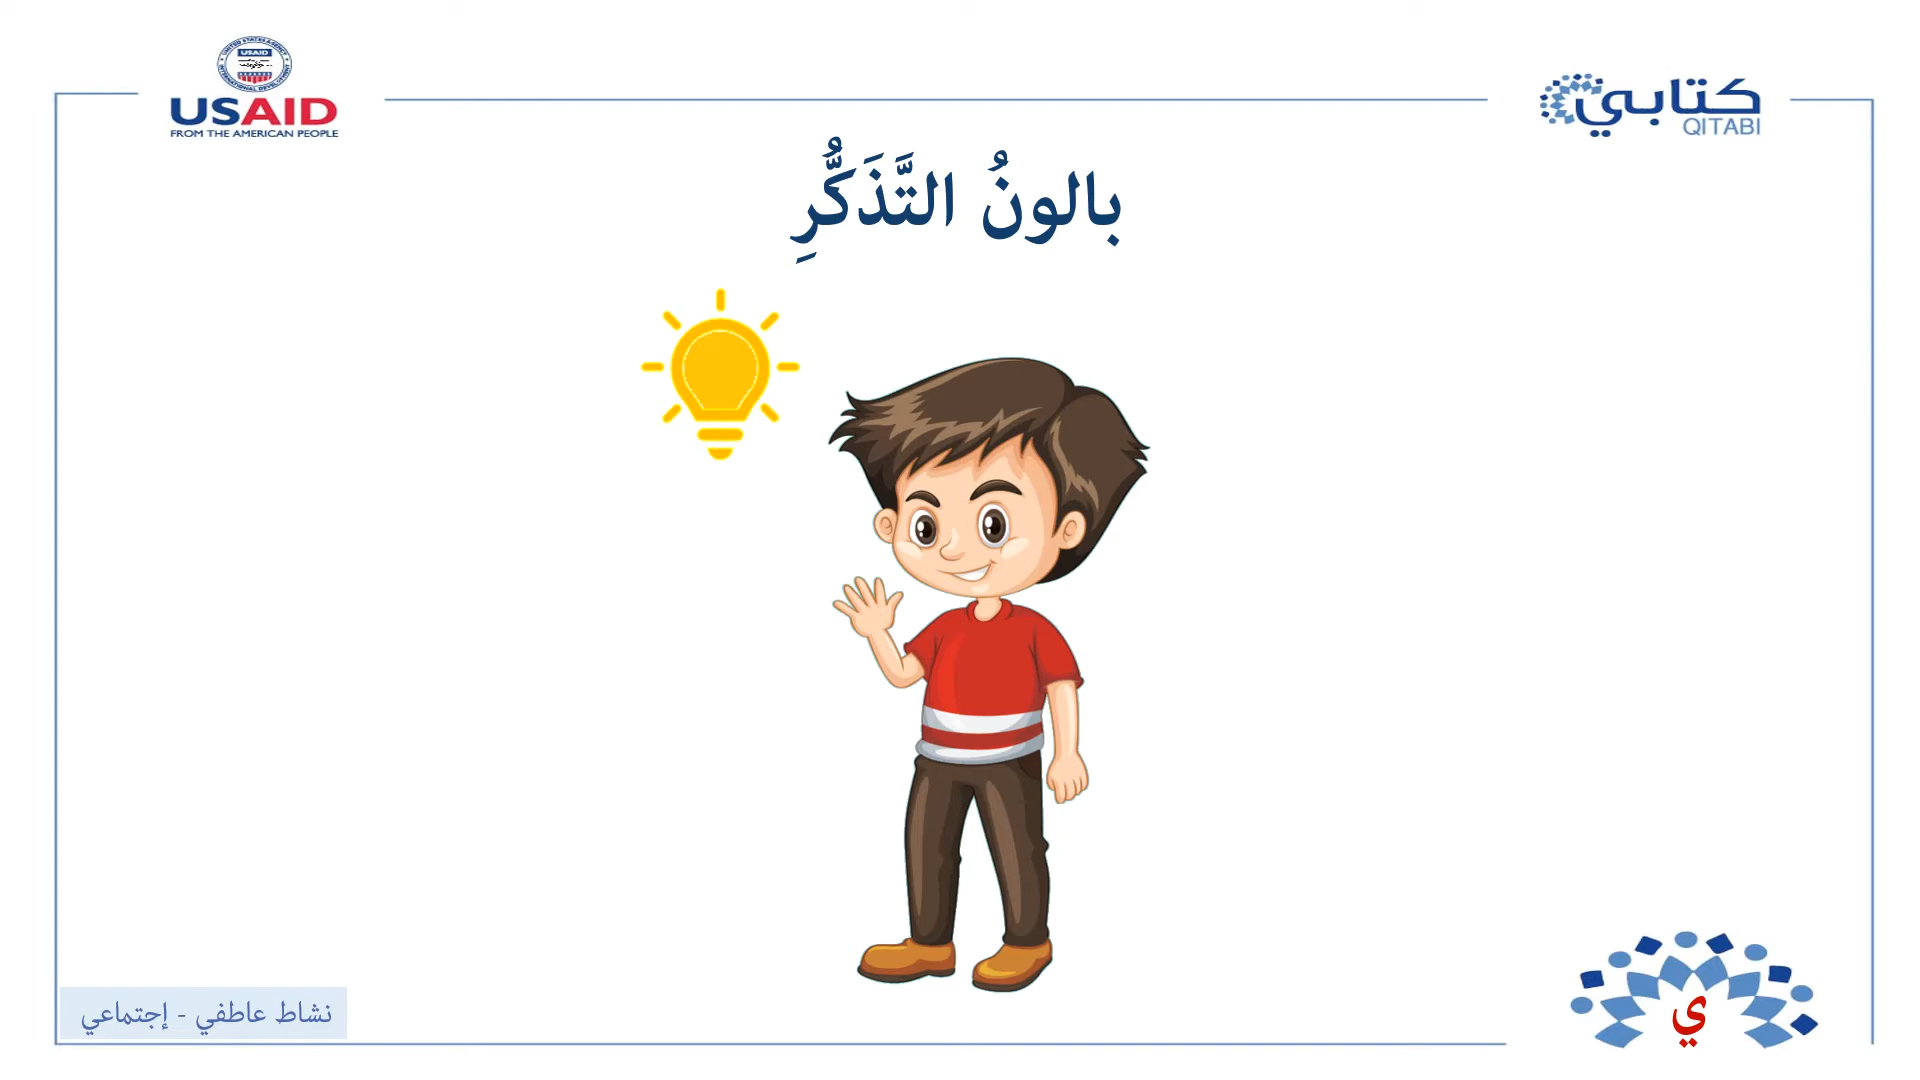 USAID
FROM THE AMERICAN PEOPLE
كتابي
QITABI
بالونُ التَّذَكُّرِ
نشاط عاطفي - إجتماعي
ي